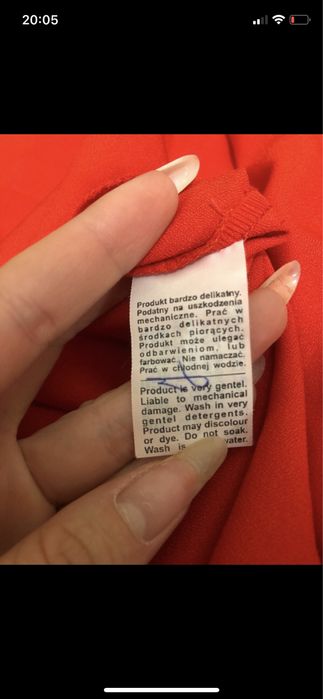 20:05
Produkt bardzo delikatny.
Podatny na uszkodzenia
mechaniczne. Prać w
bardzo delikatnych
środkach piorących.
Produkt może ulegać
odbarwieniom, lub
farbować. Nie namaczać.
Prać w chłodnej wodzie.
Product is very gentel.
Liable to mechanical
damage. Wash in very
gentel detergents.
Product may discolour
or dye. Do not soak.
Wash is water.